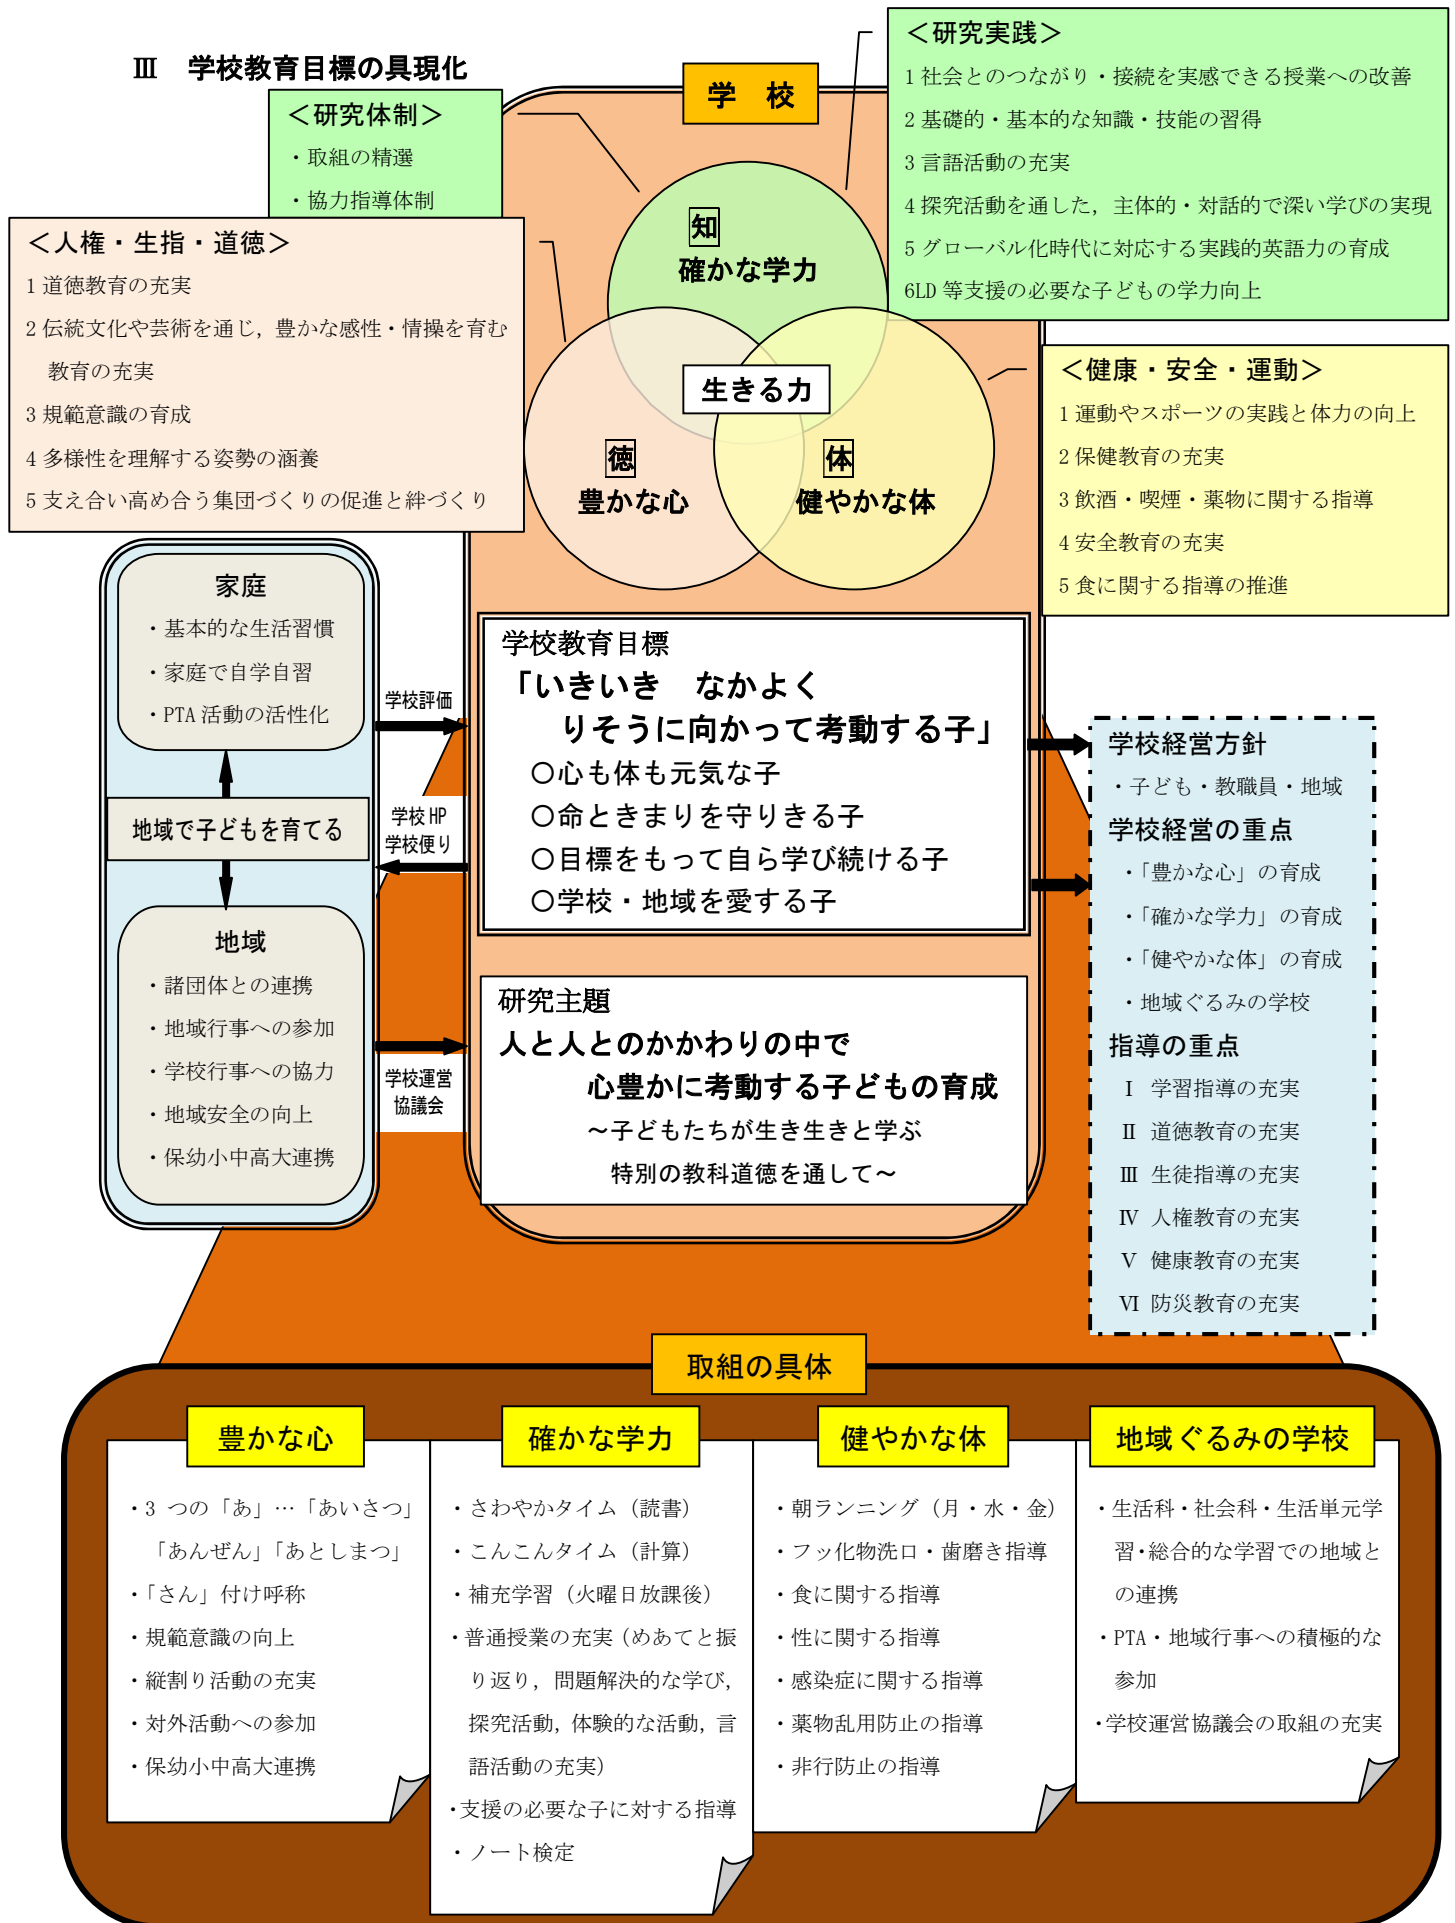 Ⅲ　学校教育目標の具現化
学　校
＜研究体制＞
・取組の精選
・協力指導体制
＜研究実践＞
1 社会とのつながり・接続を実感できる授業への改善
2 基礎的・基本的な知識・技能の習得
3 言語活動の充実
4 探究活動を通した，主体的・対話的で深い学びの実現
5 グローバル化時代に対応する実践的英語力の育成
6LD 等支援の必要な子どもの学力向上
＜人権・生指・道徳＞
1 道徳教育の充実
2 伝統文化や芸術を通じ，豊かな感性・情操を育む
教育の充実
3 規範意識の育成
4 多様性を理解する姿勢の涵養
5 支え合い高め合う集団づくりの促進と絆づくり
知
確かな学力
生きる力
徳
豊かな心
体
健やかな体
＜健康・安全・運動＞
1 運動やスポーツの実践と体力の向上
2 保健教育の充実
3 飲酒・喫煙・薬物に関する指導
4 安全教育の充実
5 食に関する指導の推進
家庭
・基本的な生活習慣
・家庭で自学自習
・PTA 活動の活性化
地域で子どもを育てる
地域
・諸団体との連携
・地域行事への参加
・学校行事への協力
・地域安全の向上
・保幼小中高大連携
学校評価
学校 HP
学校便り
学校運営
協議会
学校教育目標
「いきいき　なかよく
りそうに向かって考動する子」
○心も体も元気な子
○命ときまりを守りきる子
○目標をもって自ら学び続ける子
○学校・地域を愛する子
研究主題
人と人とのかかわりの中で
心豊かに考動する子どもの育成
～子どもたちが生き生きと学ぶ
特別の教科道徳を通して～
学校経営方針
・子ども・教職員・地域
学校経営の重点
・「豊かな心」の育成
・「確かな学力」の育成
・「健やかな体」の育成
・地域ぐるみの学校
指導の重点
Ⅰ　学習指導の充実
Ⅱ　道徳教育の充実
Ⅲ　生徒指導の充実
Ⅳ　人権教育の充実
Ⅴ　健康教育の充実
Ⅵ　防災教育の充実
取組の具体
豊かな心
・3 つの「あ」…「あいさつ」
「あんぜん」「あとしまつ」
・「さん」付け呼称
・規範意識の向上
・縦割り活動の充実
・対外活動への参加
・保幼小中高大連携
確かな学力
・さわやかタイム（読書）
・こんこんタイム（計算）
・補充学習（火曜日放課後）
・普通授業の充実（めあてと振
り返り，問題解決的な学び，
探究活動，体験的な活動，言
語活動の充実）
・支援の必要な子に対する指導
・ノート検定
健やかな体
・朝ランニング（月・水・金）
・フッ化物洗口・歯磨き指導
・食に関する指導
・性に関する指導
・感染症に関する指導
・薬物乱用防止の指導
・非行防止の指導
地域ぐるみの学校
・生活科・社会科・生活単元学
習・総合的な学習での地域と
の連携
・PTA・地域行事への積極的な
参加
・学校運営協議会の取組の充実